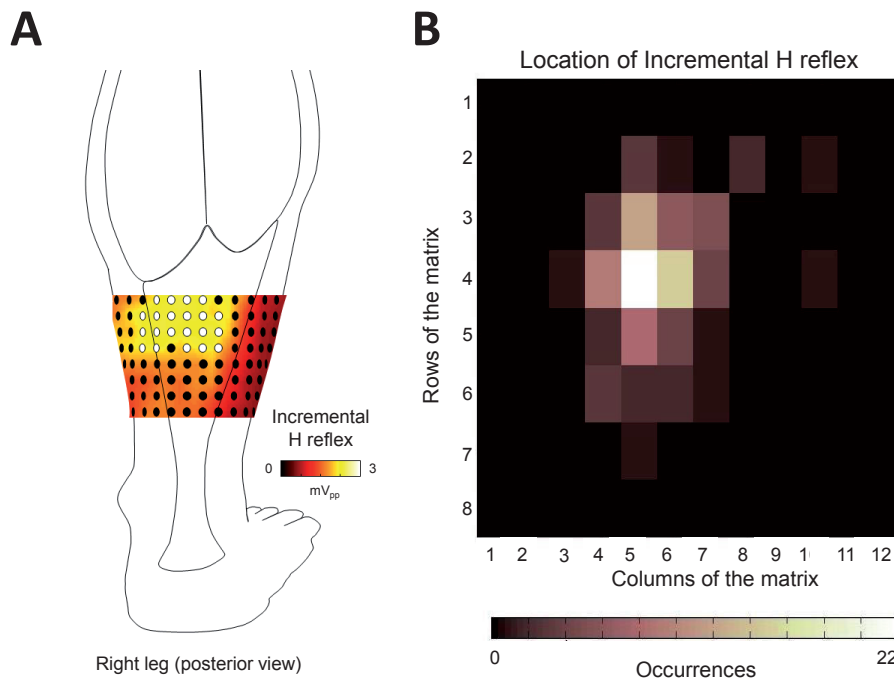 A
Incremental
H reflex
0 3
mVpp
Right leg (posterior view)
B
Location of Incremental H reflex
Rows of the matrix
1
2
3
4
5
6
7
8
1 2 3 4 5 6 7 8 9 1 11 12
Columns of the matrix
0 22
Occurrences